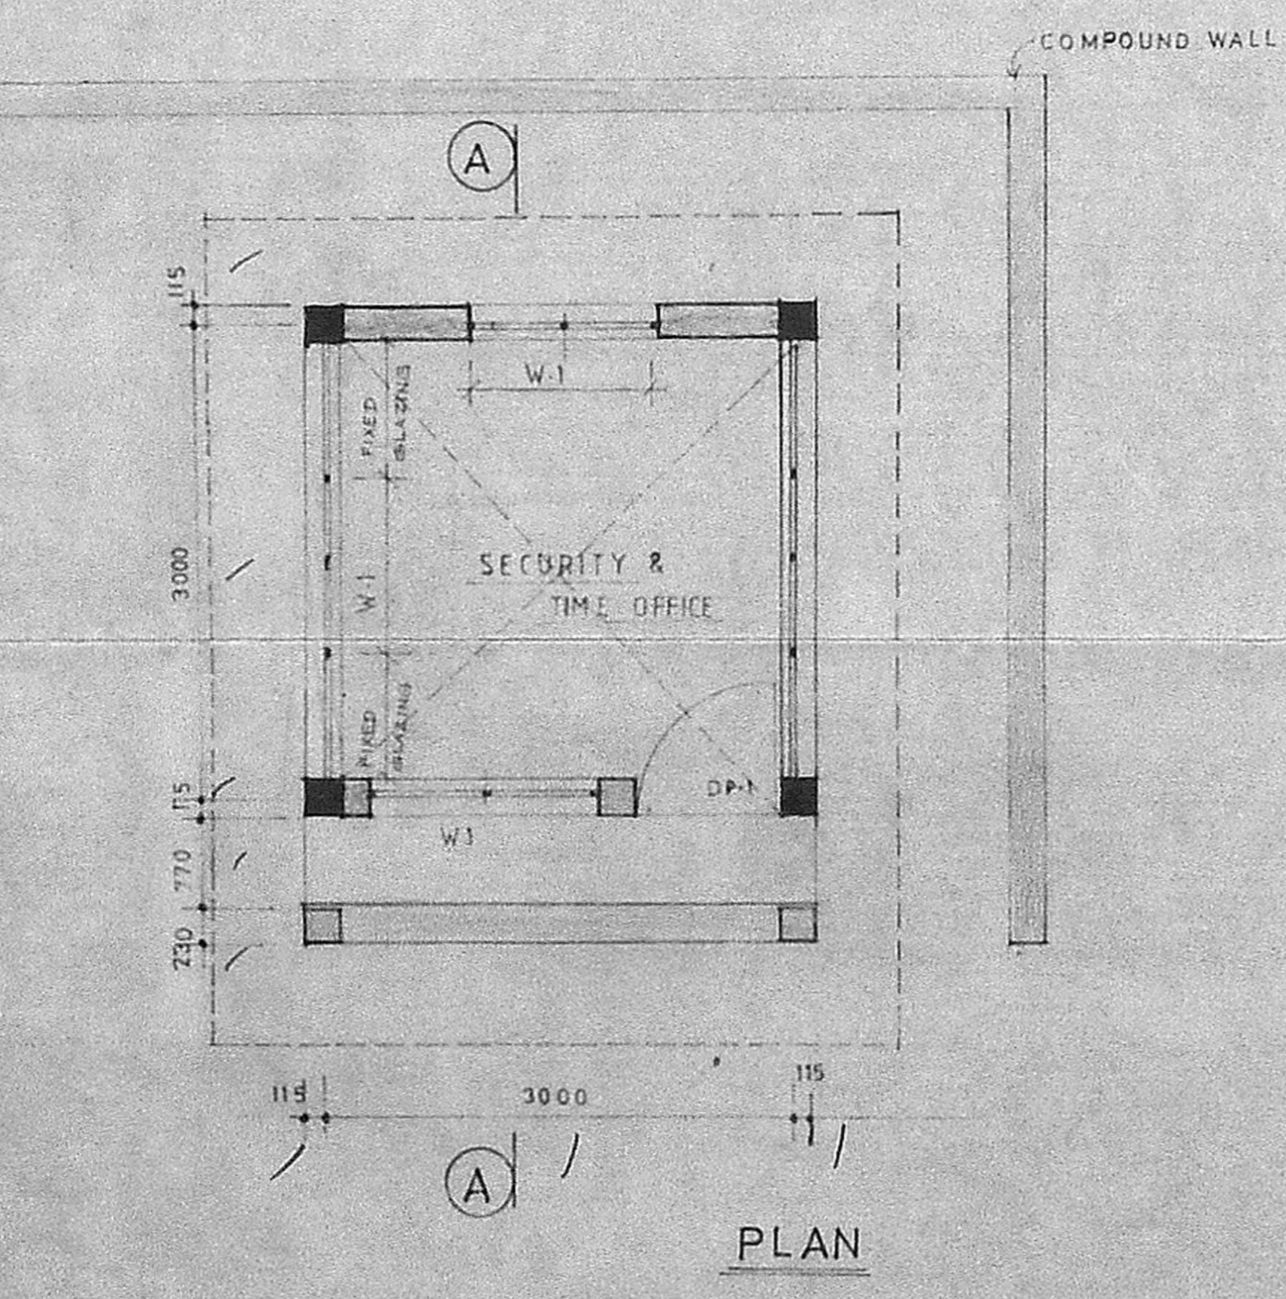 COMPOUND WALL
A
115
W-1
FIXED
GLAZING
3000
SECURITY &
TIME OFFICE
W-1
FIXED
GLAZING
115
DP-1
W1
770
230
115
3000
115
A
PLAN